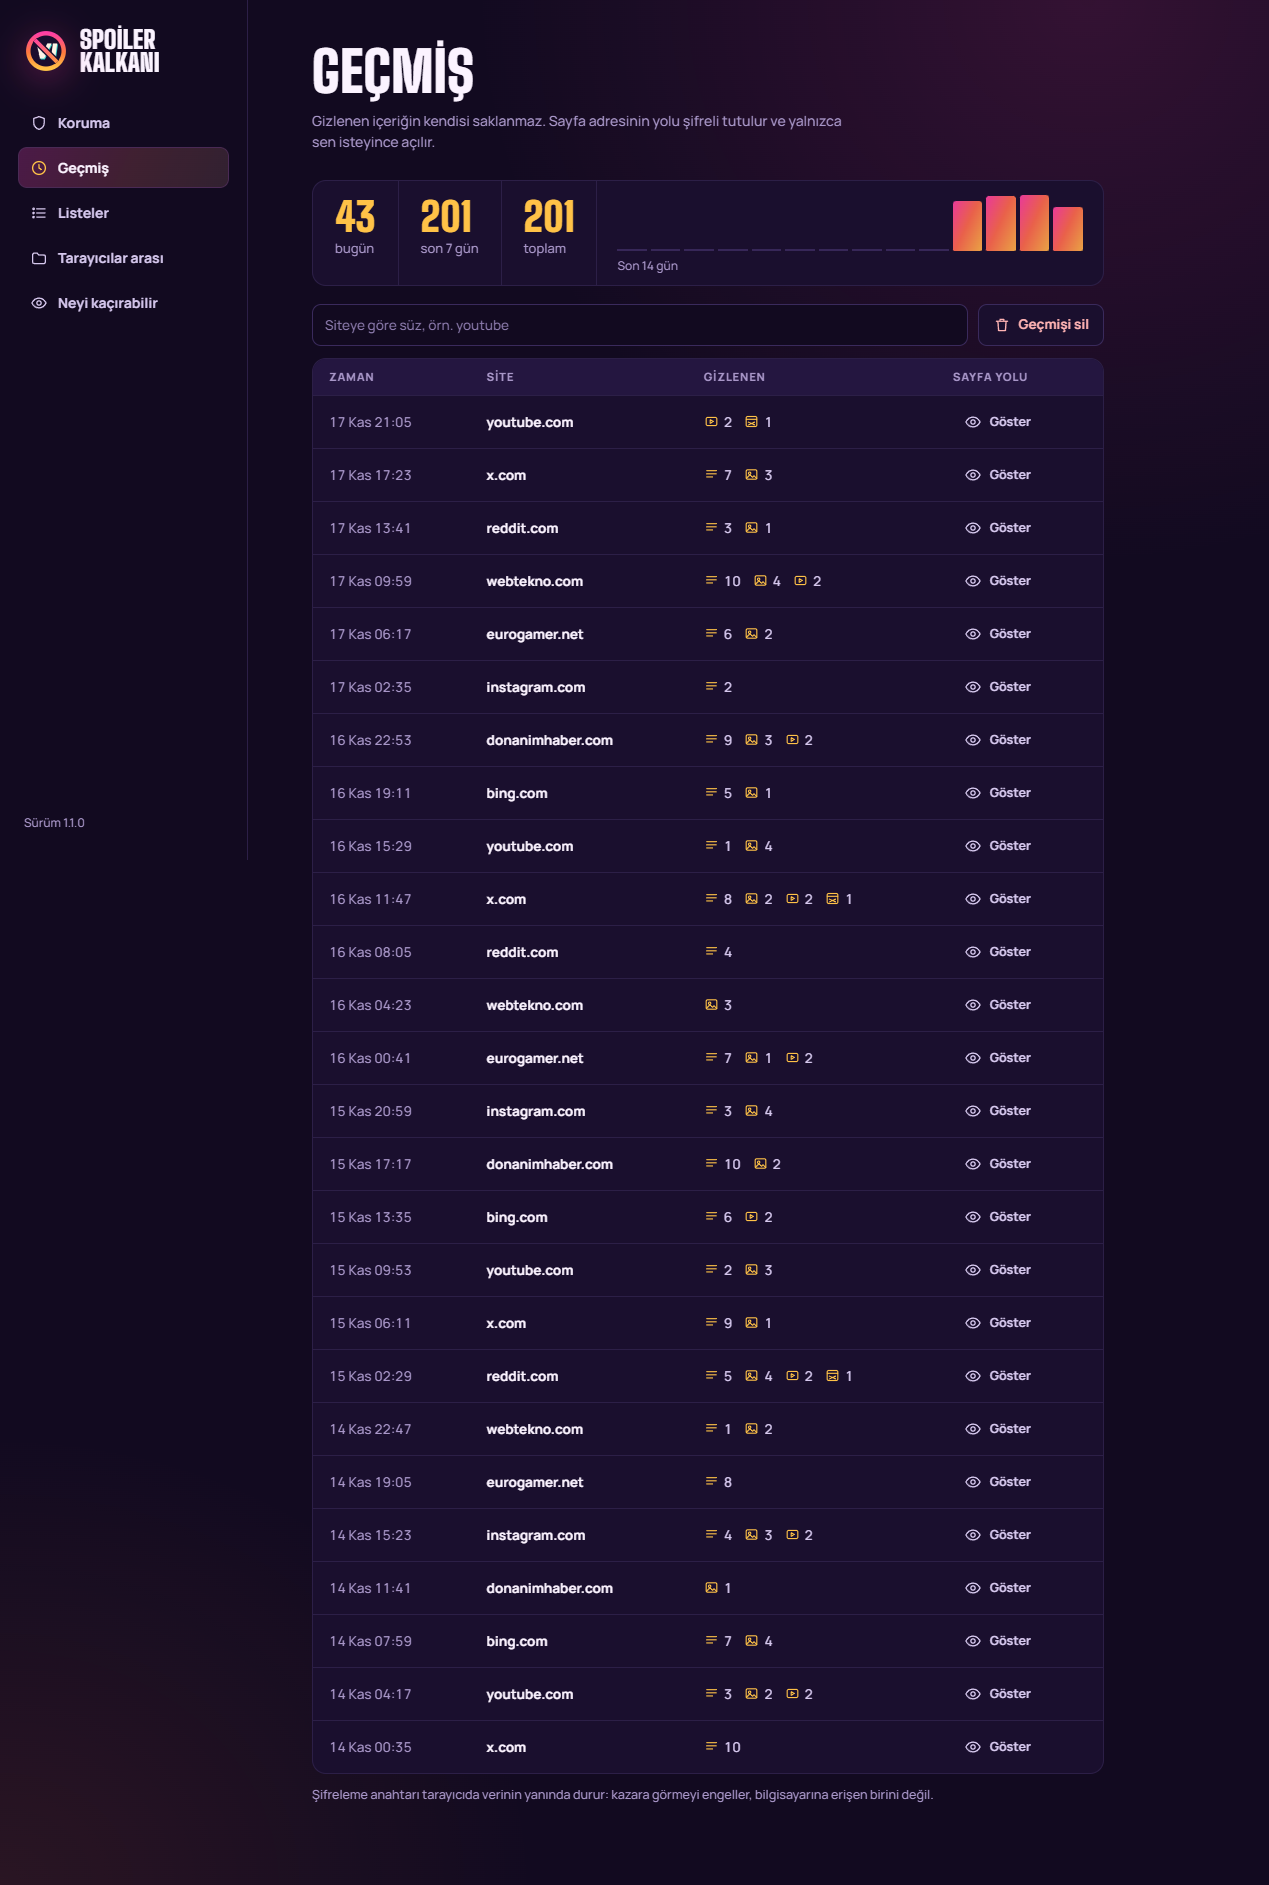 SPOİLER
KALKANI
Koruma
Geçmiş
Listeler
Tarayıcılar arası
Neyi kaçırabilir
Sürüm 1.1.0
GEÇMİŞ
Gizlenen içeriğin kendisi saklanmaz. Sayfa adresinin yolu şifreli tutulur ve yalnızca
sen isteyince açılır.
43 201 201
bugün son 7 gün toplam
Son 14 gün
Siteye göre süz, örn. youtube Geçmişi sil
ZAMAN SİTE GİZLENEN SAYFA YOLU
17 Kas 21:05 youtube.com 2 1 Göster
17 Kas 17:23 x.com 7 3 Göster
17 Kas 13:41 reddit.com 3 1 Göster
17 Kas 09:59 webtekno.com 10 4 2 Göster
17 Kas 06:17 eurogamer.net 6 2 Göster
17 Kas 02:35 instagram.com 2 Göster
16 Kas 22:53 donanimhaber.com 9 3 2 Göster
16 Kas 19:11 bing.com 5 1 Göster
16 Kas 15:29 youtube.com 1 4 Göster
16 Kas 11:47 x.com 8 2 2 1 Göster
16 Kas 08:05 reddit.com 4 Göster
16 Kas 04:23 webtekno.com 3 Göster
16 Kas 00:41 eurogamer.net 7 1 2 Göster
15 Kas 20:59 instagram.com 3 4 Göster
15 Kas 17:17 donanimhaber.com 10 2 Göster
15 Kas 13:35 bing.com 6 2 Göster
15 Kas 09:53 youtube.com 2 3 Göster
15 Kas 06:11 x.com 9 1 Göster
15 Kas 02:29 reddit.com 5 4 2 1 Göster
14 Kas 22:47 webtekno.com 1 2 Göster
14 Kas 19:05 eurogamer.net 8 Göster
14 Kas 15:23 instagram.com 4 3 2 Göster
14 Kas 11:41 donanimhaber.com 1 Göster
14 Kas 07:59 bing.com 7 4 Göster
14 Kas 04:17 youtube.com 3 2 2 Göster
14 Kas 00:35 x.com 10 Göster
Şifreleme anahtarı tarayıcıda verinin yanında durur: kazara görmeyi engeller, bilgisayarına erişen birini değil.